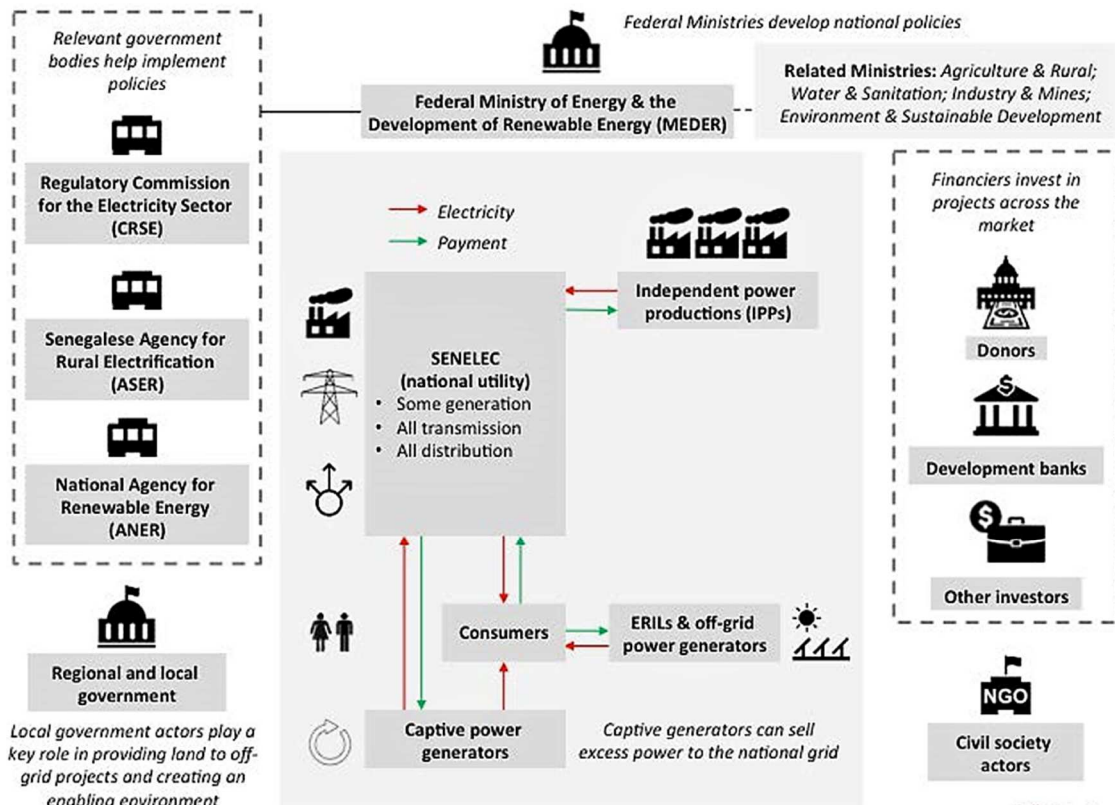 Federal Ministries develop national policies
Relevant government
bodies help implement
policies
Federal Ministry of Energy & the
Development of Renewable Energy (MEDER)
Related Ministries: Agriculture & Rural;
Water & Sanitation; Industry & Mines;
Environment & Sustainable Development
Regulatory Commission
for the Electricity Sector
(CRSE)
Senegalese Agency for
Rural Electrification
(ASER)
National Agency for
Renewable Energy
(ANER)
Regional and local
government
Local government actors play a
key role in providing land to off-
grid projects and creating an
enabling environment
Electricity
Payment
Independent power
productions (IPPs)
SENELEC
(national utility)
• Some generation
• All transmission
• All distribution
Consumers
ERILs & off-grid
power generators
Captive power
generators
Captive generators can sell
excess power to the national grid
Financiers invest in
projects across the
market
Donors
$
Development banks
$
Other investors
NGO
Civil society
actors